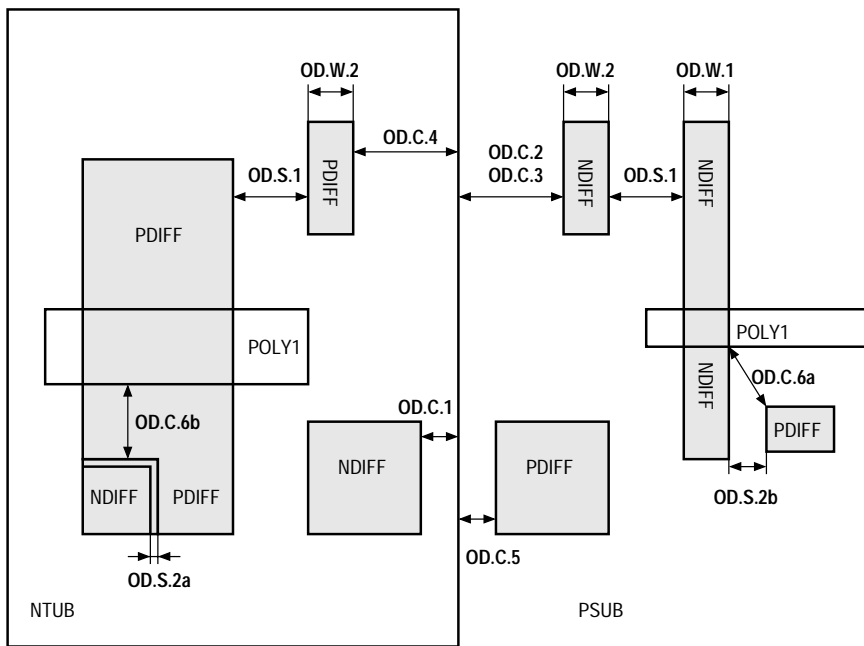 OD.W.2
OD.W.2
OD.W.1
OD.C.4
OD.C.2
OD.C.3
OD.S.1
OD.S.1
PDIFF
NDIFF
NDIFF
PDIFF
POLY1
POLY1
OD.C.6b
OD.C.1
NDIFF
OD.C.6a
NDIFF
PDIFF
PDIFF
NDIFF
PDIFF
OD.S.2b
OD.C.5
OD.S.2a
NTUB
PSUB